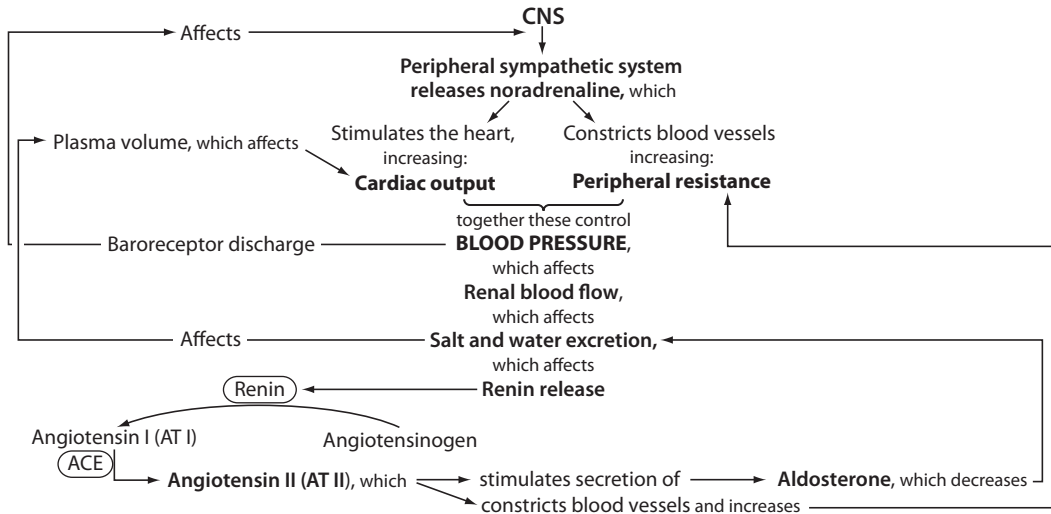 CNS
Affects
Peripheral sympathetic system
releases noradrenaline, which
Plasma volume, which affects
Stimulates the heart,
increasing:
Cardiac output
Constricts blood vessels
increasing:
Peripheral resistance
together these control
Baroreceptor discharge
BLOOD PRESSURE,
which affects
Renal blood flow,
which affects
Affects
Salt and water excretion,
which affects
Renin
Renin release
Angiotensin I (AT I)
Angiotensinogen
ACE
Angiotensin II (AT II), which
stimulates secretion of
Aldosterone, which decreases
constricts blood vessels and increases